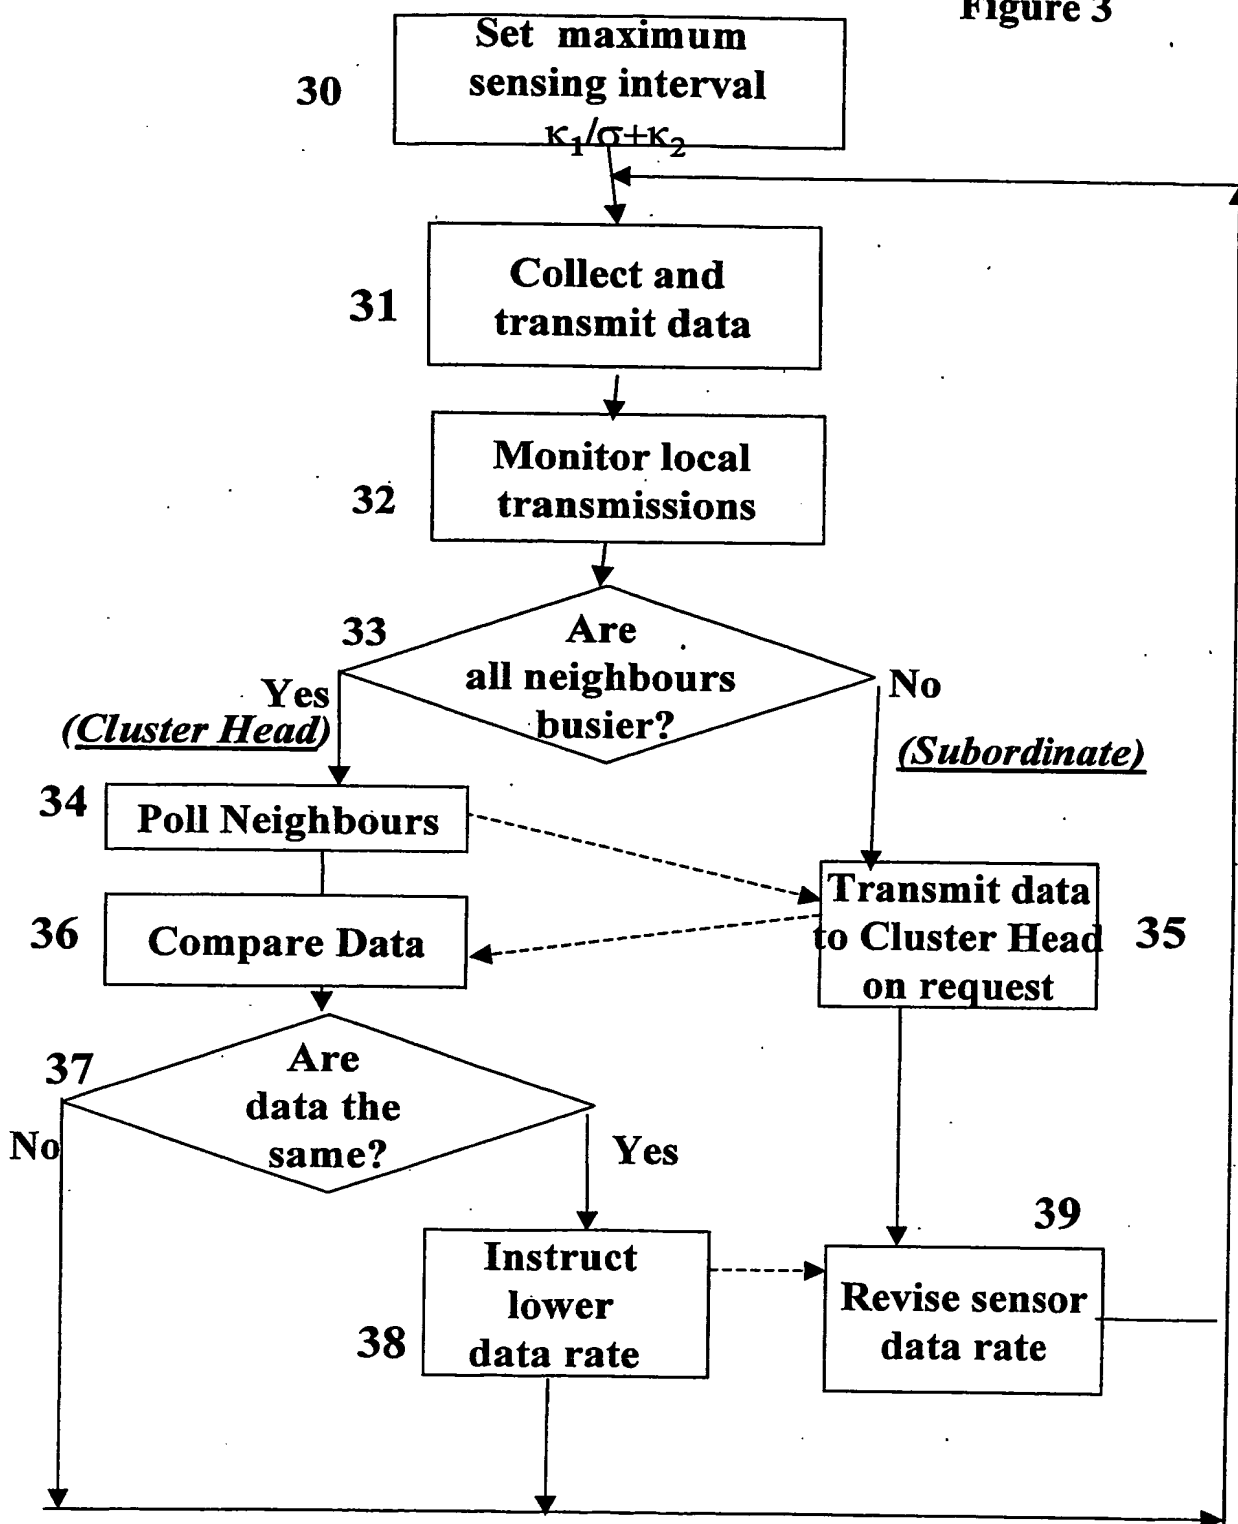 Figure 3
Set maximum
sensing interval
κ₁/σ+κ₂
30
Collect and
transmit data
31
Monitor local
transmissions
32
33
Are
all neighbours
busier?
Yes
(Cluster Head)
No
(Subordinate)
34
Poll Neighbours
Transmit data
to Cluster Head
on request
35
36
Compare Data
37
Are
data the
same?
No
Yes
39
Instruct
lower
data rate
38
Revise sensor
data rate